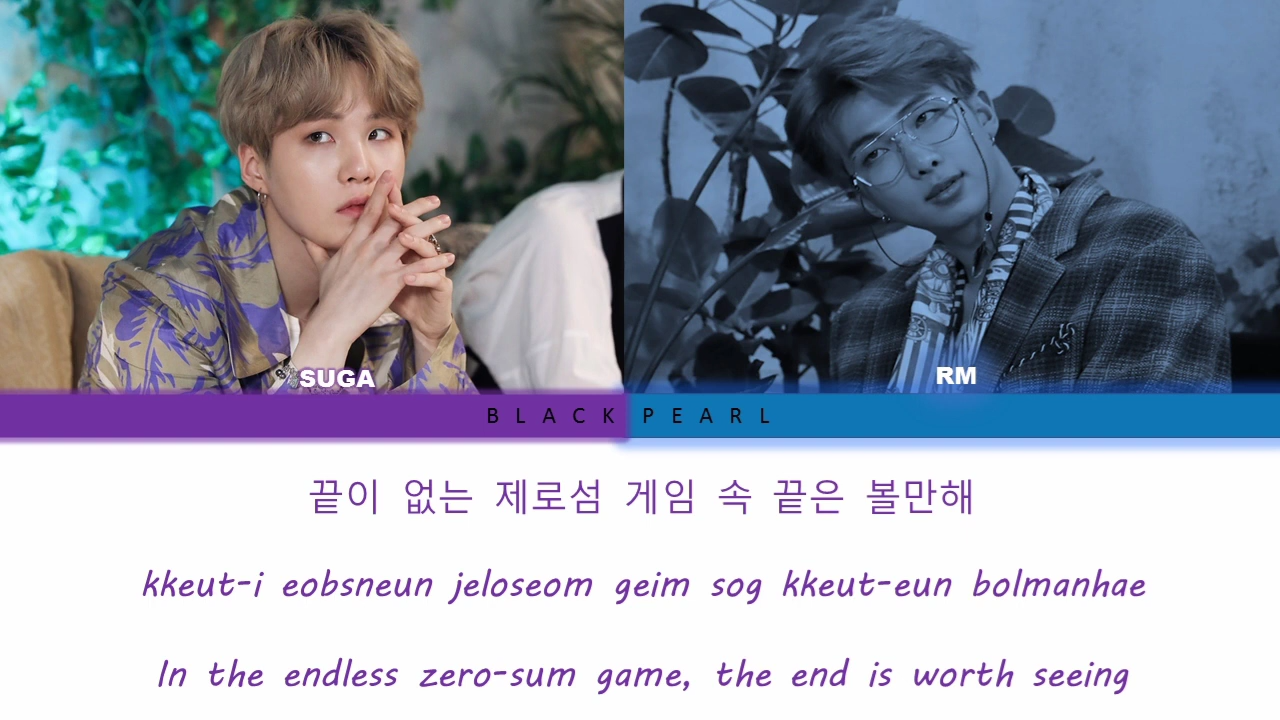 SUGA
RM
BLACK PEARL
끝이 없는 제로섬 게임 속 끝은 볼만해
kkeut-i eobsneun jeloseom geim sog kkeut-eun bolmanhae
In the endless zero-sum game, the end is worth seeing